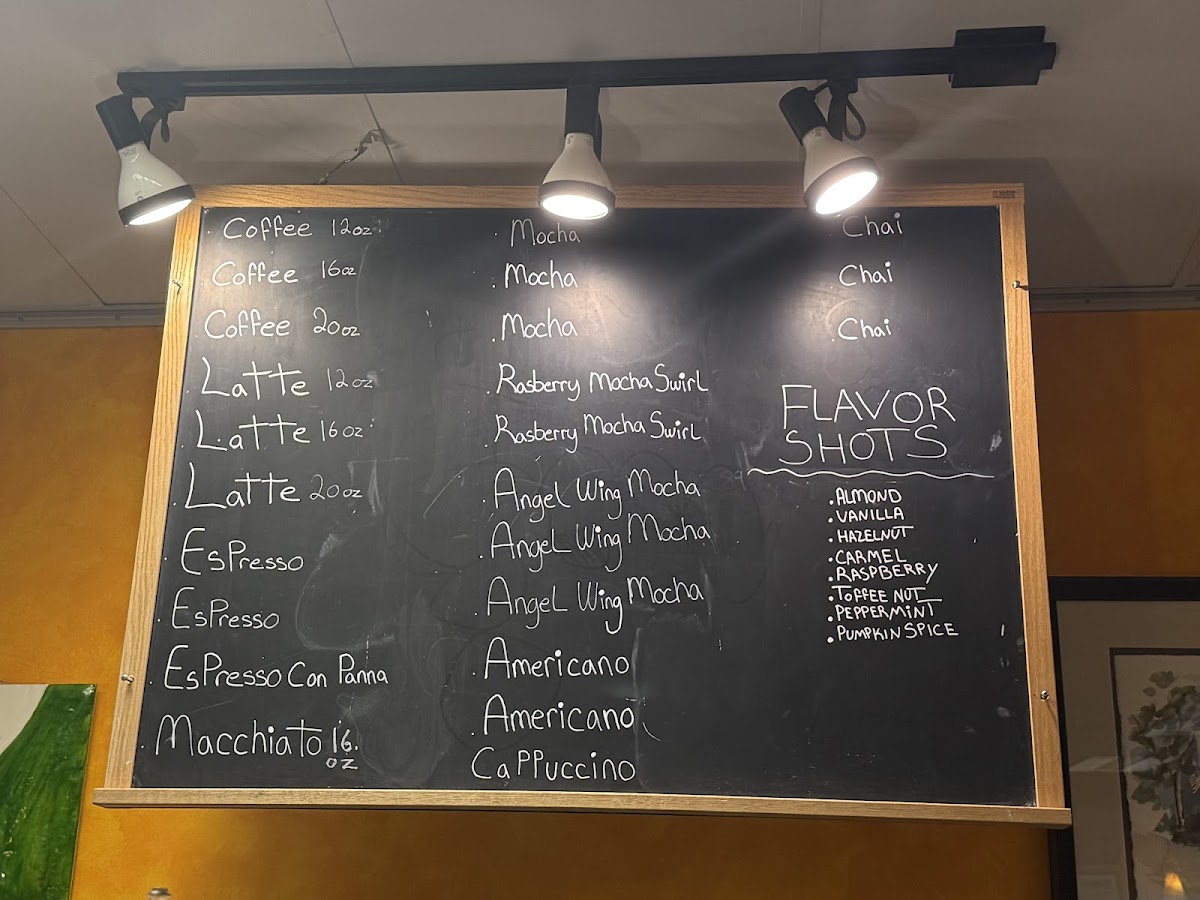 Coffee 12oz
Coffee 16oz
Coffee 20oz
Latte 12oz
Latte 16oz
Latte 20oz
Espresso
Espresso
Espresso Con Panna
Macchiato 16.
oz
Mocha
Mocha
Mocha
Rasberry Mocha Swirl
Rasberry Mocha Swirl
Angel Wing Mocha
Angel Wing Mocha
Angel Wing Mocha
Americano
Americano
Cappuccino
Chai
Chai
Chai
FLAVOR
SHOTS
ALMOND
VANILLA
HAZELNUT
CARMEL
RASPBERRY
TOFFEE NUT
PEPPERMINT
PUMPKIN SPICE